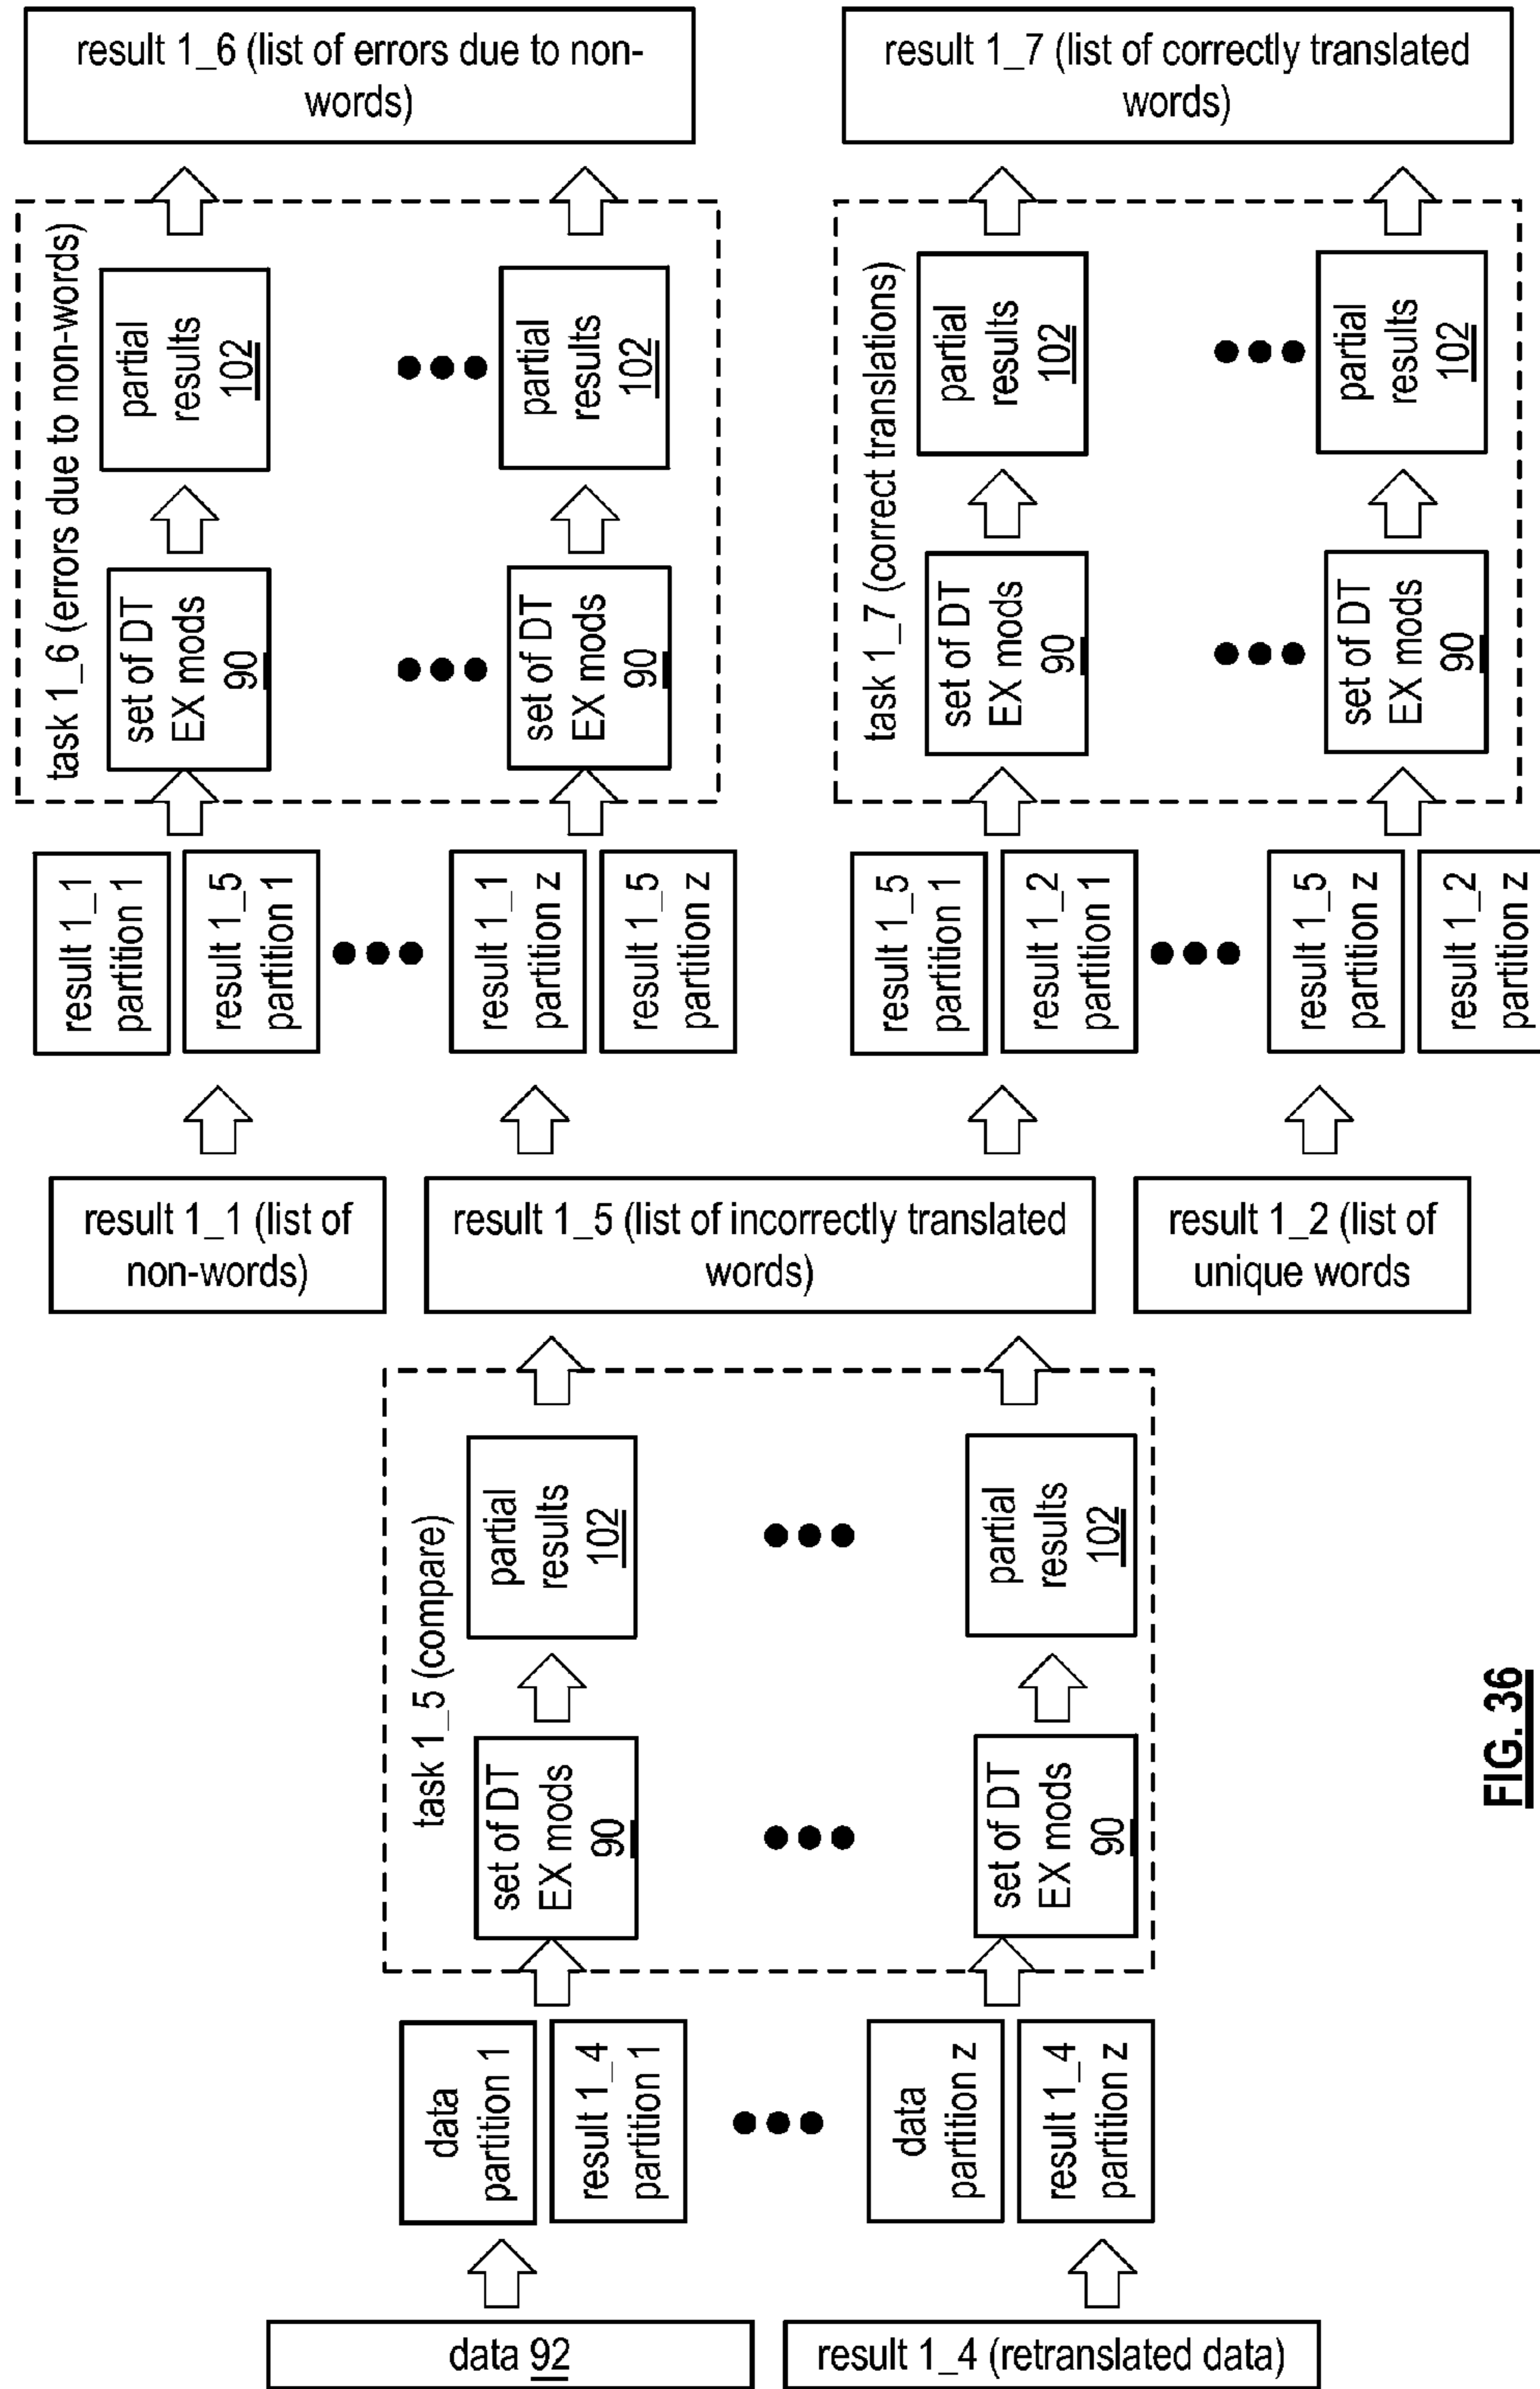 result 1_6 (list of errors due to non-
words)
result 1_7 (list of correctly translated
words)
task 1_6 (errors due to non-words)
partial
results
102
partial
results
102
set of DT
EX mods
90
set of DT
EX mods
90
task 1_7 (correct translations)
partial
results
102
partial
results
102
set of DT
EX mods
90
set of DT
EX mods
90
result 1_1
partition 1
result 1_5
partition 1
result 1_1
partition z
result 1_5
partition z
result 1_5
partition 1
result 1_2
partition 1
result 1_5
partition z
result 1_2
partition z
result 1_1 (list of
non-words)
result 1_5 (list of incorrectly translated
words)
result 1_2 (list of
unique words
task 1_5 (compare)
partial
results
102
partial
results
102
set of DT
EX mods
90
set of DT
EX mods
90
data
partition 1
result 1_4
partition 1
data
partition z
result 1_4
partition z
data 92
result 1_4 (retranslated data)
FIG. 36